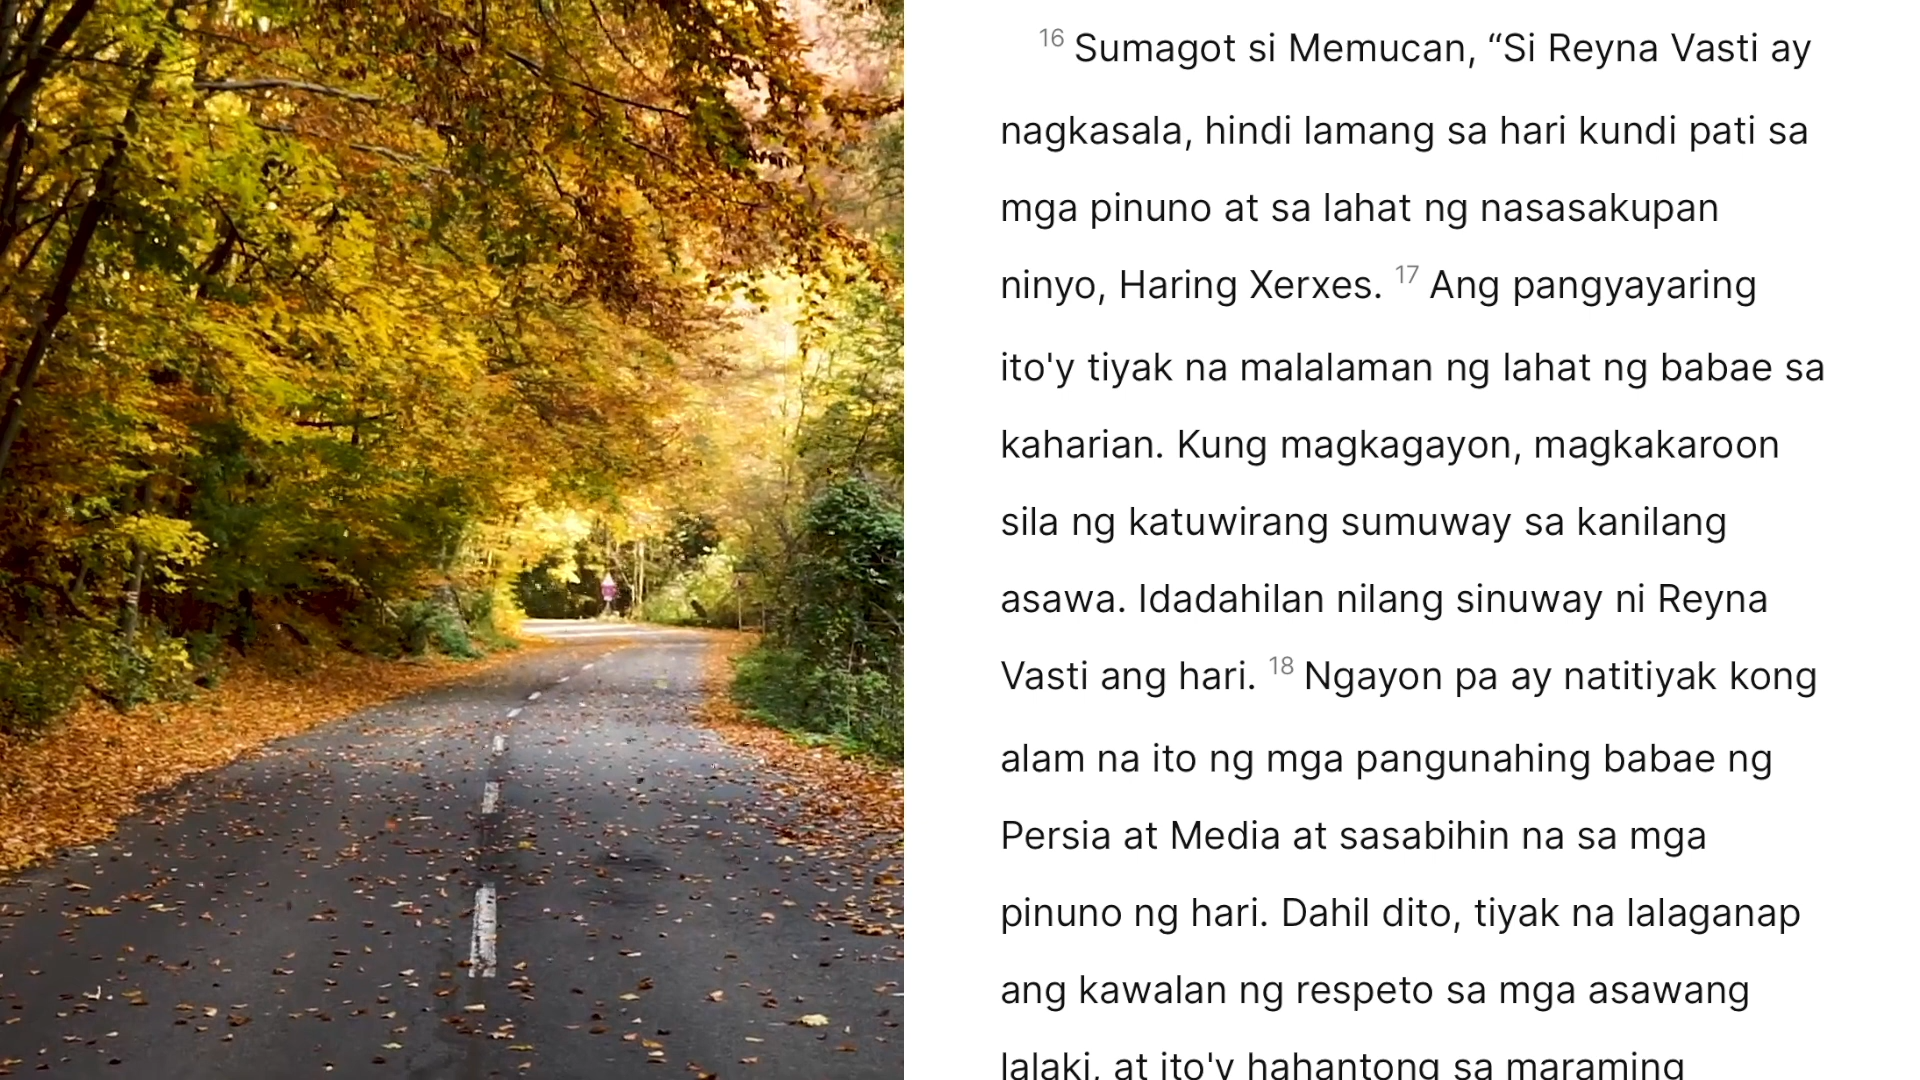 16 Sumagot si Memucan, “Si Reyna Vasti ay
nagkasala, hindi lamang sa hari kundi pati sa
mga pinuno at sa lahat ng nasasakupan
ninyo, Haring Xerxes. 17 Ang pangyayaring
ito'y tiyak na malalaman ng lahat ng babae sa
kaharian. Kung magkagayon, magkakaroon
sila ng katuwirang sumuway sa kanilang
asawa. Idadahilan nilang sinuway ni Reyna
Vasti ang hari. 18 Ngayon pa ay natitiyak kong
alam na ito ng mga pangunahing babae ng
Persia at Media at sasabihin na sa mga
pinuno ng hari. Dahil dito, tiyak na lalaganap
ang kawalan ng respeto sa mga asawang
lalaki, at ito'y hahantong sa maraming